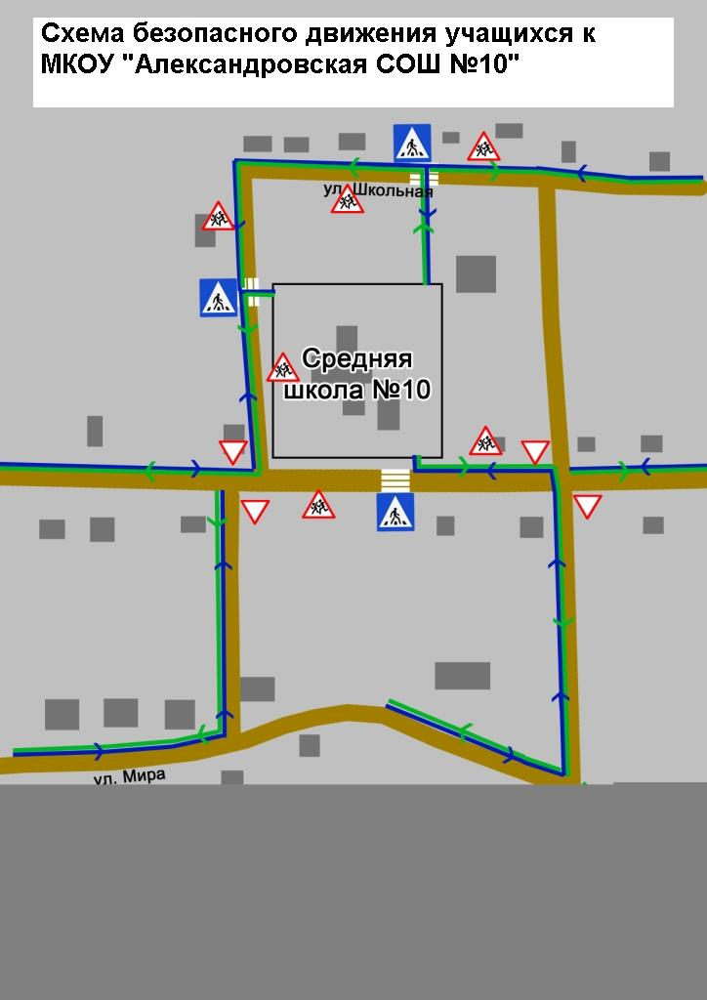 Схема безопасного движения учащихся к
МКОУ "Александровская СОШ №10"
ул. Школьная
Средняя
школа №10
ул. Мира